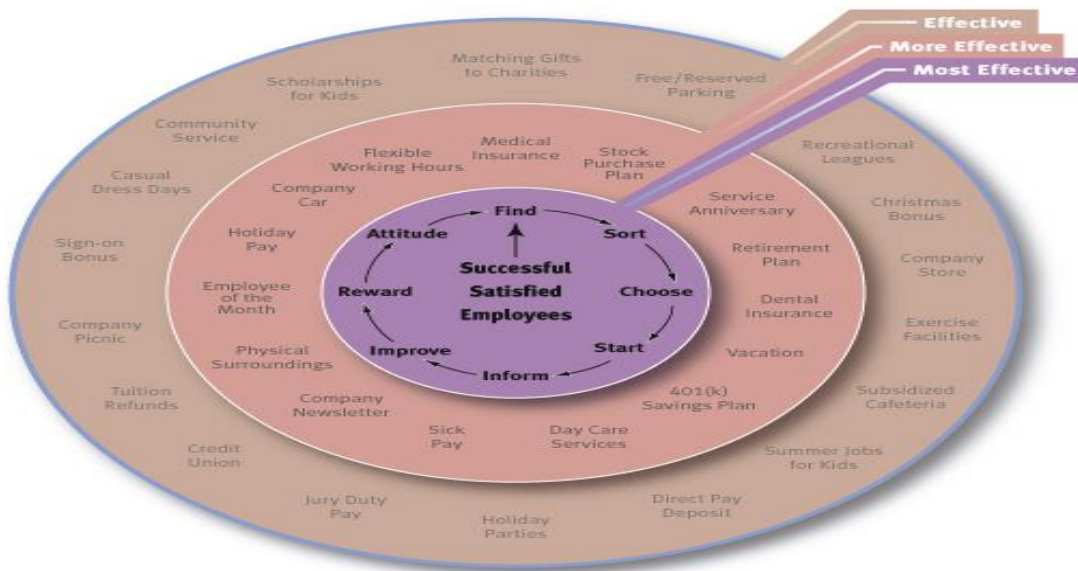 Effective
More Effective
Most Effective
Matching Gifts
to Charities
Free/Reserved
Parking
Recreational
Leagues
Christmas
Bonus
Company
Store
Exercise
Facilities
Subsidized
Cafeteria
Summer Jobs
for Kids
Direct Pay
Deposit
Holiday
Parties
Jury Duty
Pay
Credit
Union
Tuition
Refunds
Company
Picnic
Sign-on
Bonus
Casual
Dress Days
Community
Service
Scholarships
for Kids
Medical
Insurance
Stock
Purchase
Plan
Service
Anniversary
Retirement
Plan
Dental
Insurance
Vacation
401(k)
Savings Plan
Day Care
Services
Sick
Pay
Company
Newsletter
Physical
Surroundings
Employee
of the
Month
Holiday
Pay
Company
Car
Flexible
Working Hours
Find
Sort
Choose
Start
Inform
Improve
Reward
Attitude
Successful
Satisfied
Employees